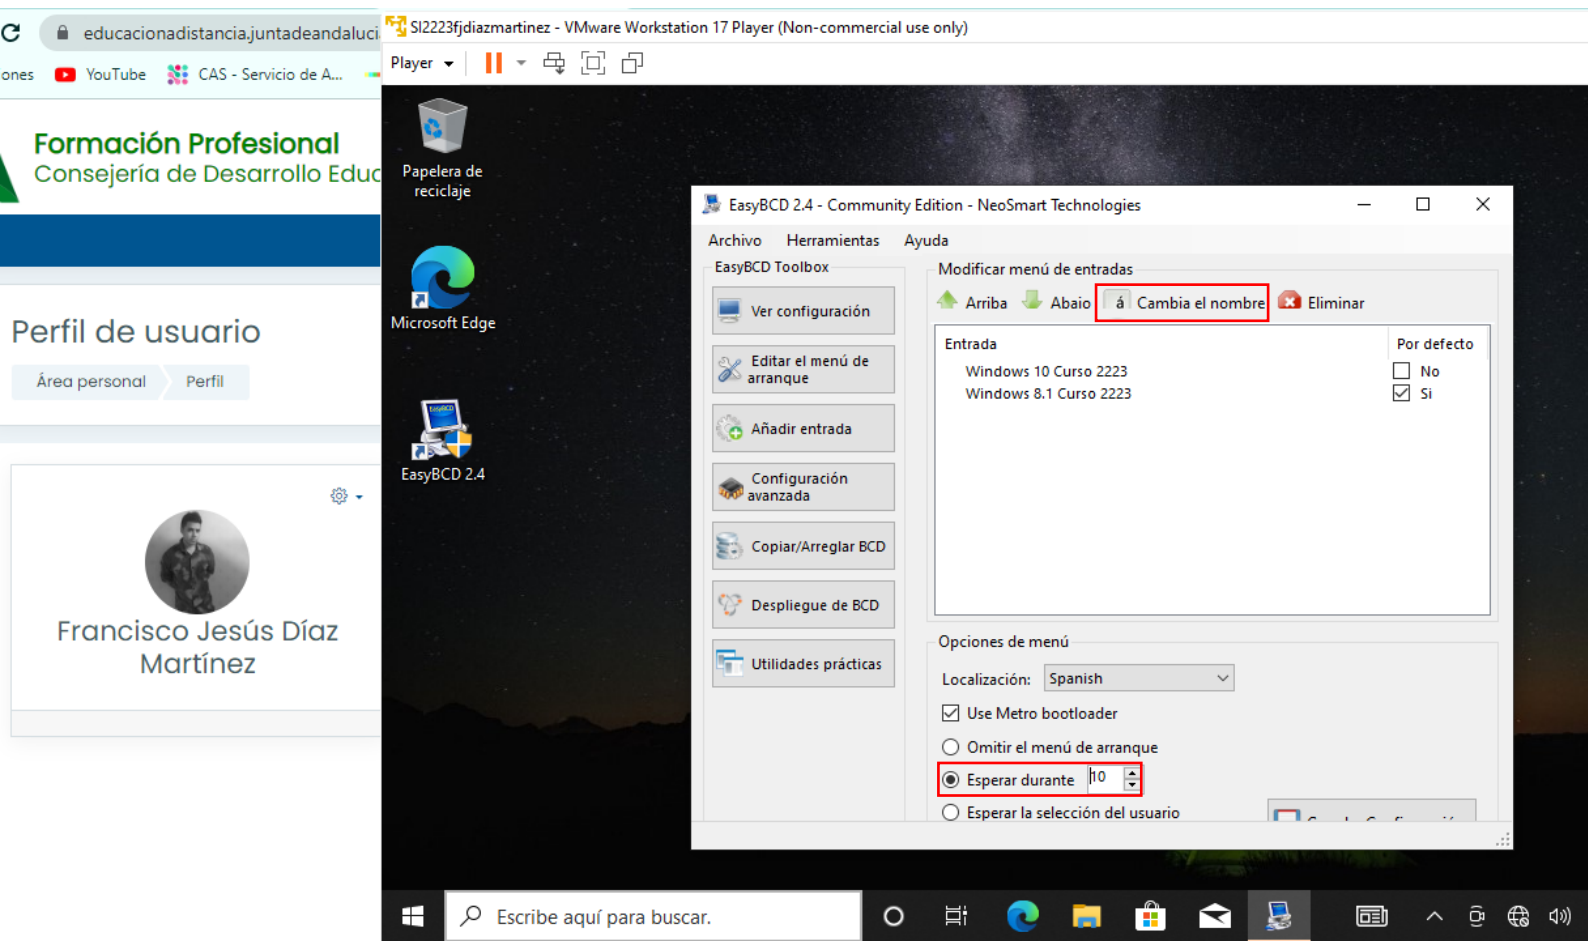 educacionadistancia.juntadeandaluci
ones YouTube CAS - Servicio de A...
Formación Profesional
Consejería de Desarrollo Educ
Perfil de usuario
Área personal Perfil
Francisco Jesús Díaz
Martínez
SI2223fjdiazmartinez - VMware Workstation 17 Player (Non-commercial use only)
Player
Papelera de
reciclaje
Microsoft Edge
EasyBCD 2.4
EasyBCD 2.4 - Community Edition - NeoSmart Technologies
Archivo Herramientas Ayuda
EasyBCD Toolbox
Ver configuración
Editar el menú de
arranque
Añadir entrada
Configuración
avanzada
Copiar/Arreglar BCD
Despliegue de BCD
Utilidades prácticas
Modificar menú de entradas
Arriba Abajo á Cambia el nombre Eliminar
Entrada Por defecto
Windows 10 Curso 2223 No
Windows 8.1 Curso 2223 Si
Opciones de menú
Localización: Spanish
Use Metro bootloader
Omitir el menú de arranque
Esperar durante 10
Esperar la selección del usuario
Escribe aquí para buscar.